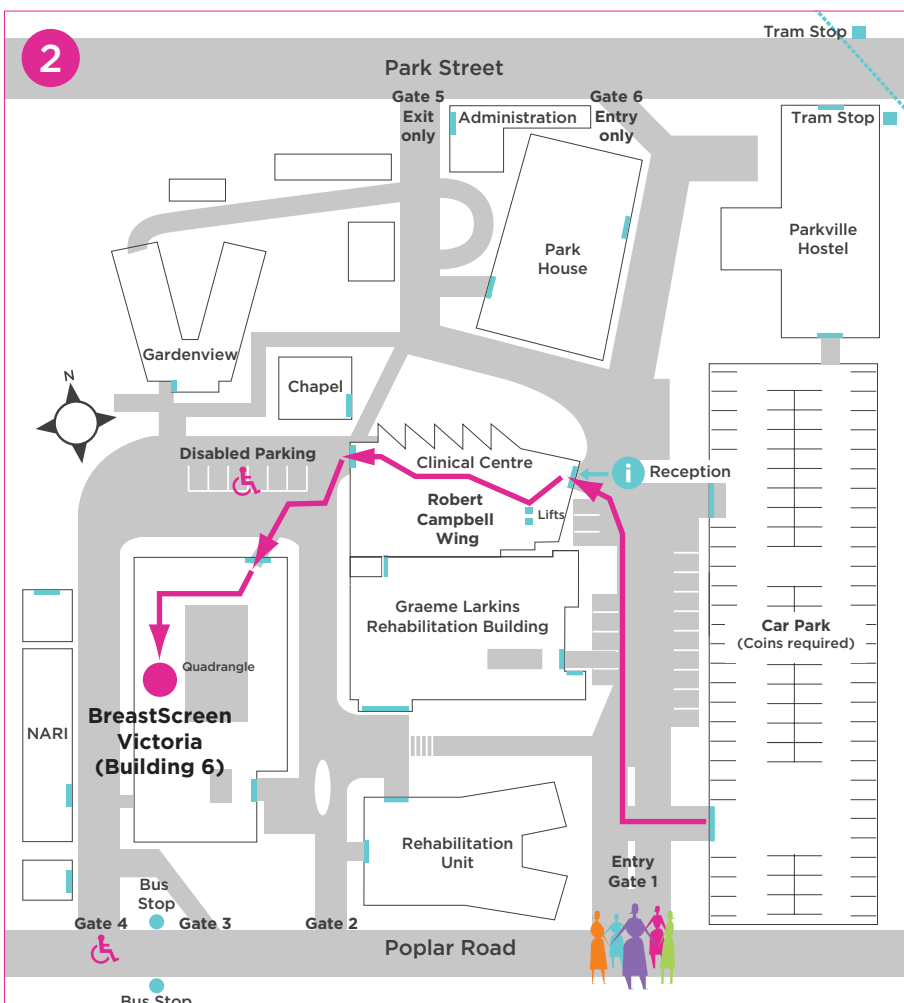 2
Tram Stop
Park Street
Gate 5
Exit
only
Administration
Gate 6
Entry
only
Tram Stop
Park
House
Parkville
Hostel
Gardenview
N
Chapel
Disabled Parking
Clinical Centre
i
Reception
Robert
Campbell
Wing
Lifts
Graeme Larkins
Rehabilitation Building
Car Park
(Coins required)
Quadrangle
BreastScreen
Victoria
(Building 6)
NARI
Rehabilitation
Unit
Entry
Gate 1
Bus
Stop
Gate 4
Gate 3
Gate 2
Poplar Road
Bus Stop